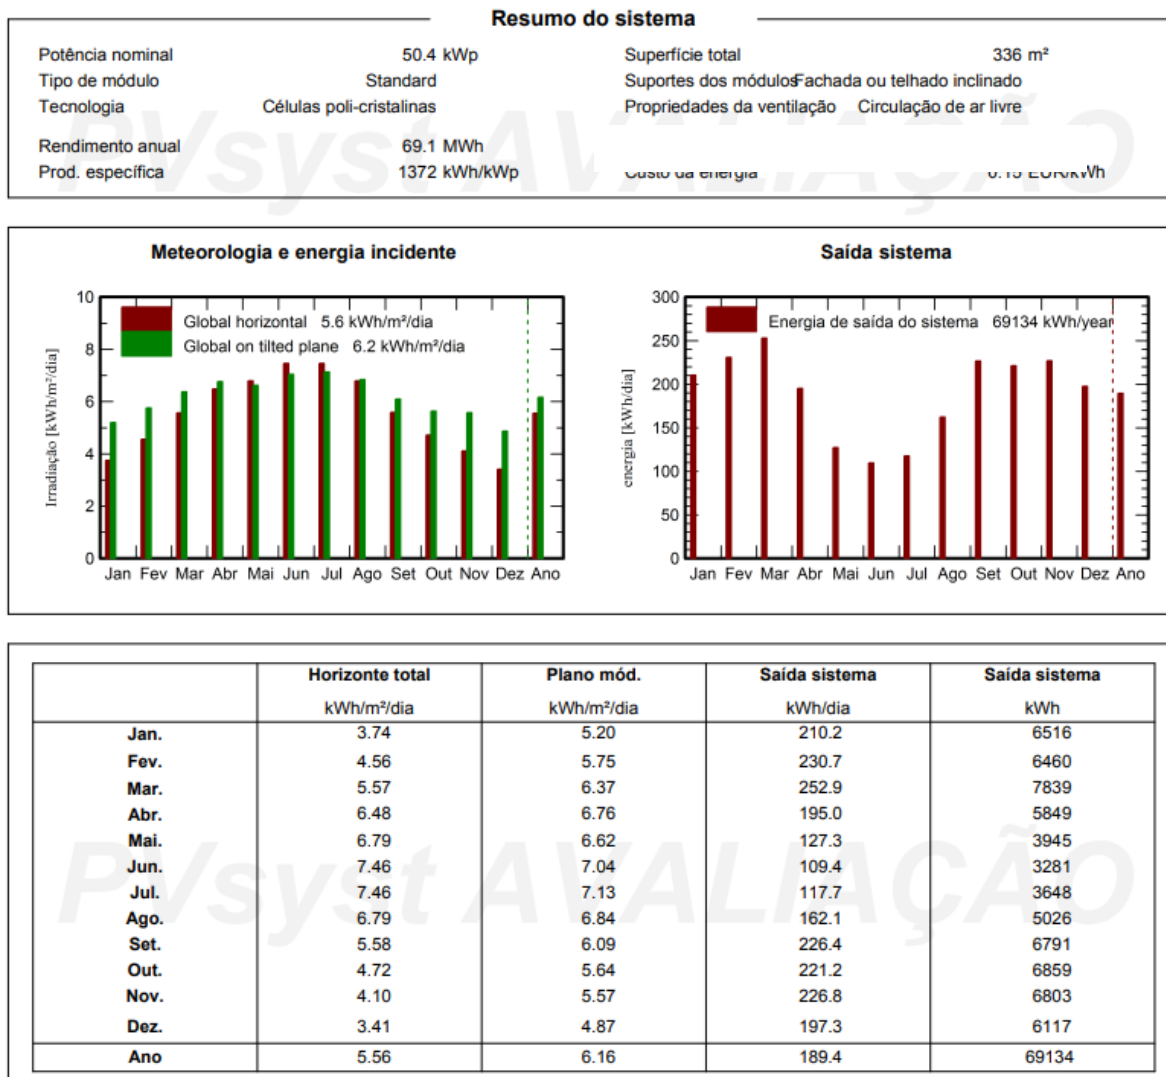 Resumo do sistema
Potência nominal 50.4 kWp Superfície total 336 m²
Tipo de módulo Standard Suportes dos módulos Fachada ou telhado inclinado
Tecnologia Células poli-cristalinas Propriedades da ventilação Circulação de ar livre
Rendimento anual 69.1 MWh
Prod. específica 1372 kWh/kWp Custo da energia 0.15 EUR/kWh
PVsyst AVALIAÇÃO
Meteorologia e energia incidente
10
8
6
4
2
0
Irradiação [kWh/m²/dia]
Global horizontal 5.6 kWh/m²/dia
Global on tilted plane 6.2 kWh/m²/dia
Jan Fev Mar Abr Mai Jun Jul Ago Set Out Nov Dez Ano
Saída sistema
300
250
200
150
100
50
0
energia [kWh/dia]
Energia de saída do sistema 69134 kWh/year
Jan Fev Mar Abr Mai Jun Jul Ago Set Out Nov Dez Ano
Horizonte total Plano mód. Saída sistema Saída sistema
kWh/m²/dia kWh/m²/dia kWh/dia kWh
Jan. 3.74 5.20 210.2 6516
Fev. 4.56 5.75 230.7 6460
Mar. 5.57 6.37 252.9 7839
Abr. 6.48 6.76 195.0 5849
Mai. 6.79 6.62 127.3 3945
Jun. 7.46 7.04 109.4 3281
Jul. 7.46 7.13 117.7 3648
Ago. 6.79 6.84 162.1 5026
Set. 5.58 6.09 226.4 6791
Out. 4.72 5.64 221.2 6859
Nov. 4.10 5.57 226.8 6803
Dez. 3.41 4.87 197.3 6117
Ano 5.56 6.16 189.4 69134
PVsyst AVALIAÇÃO